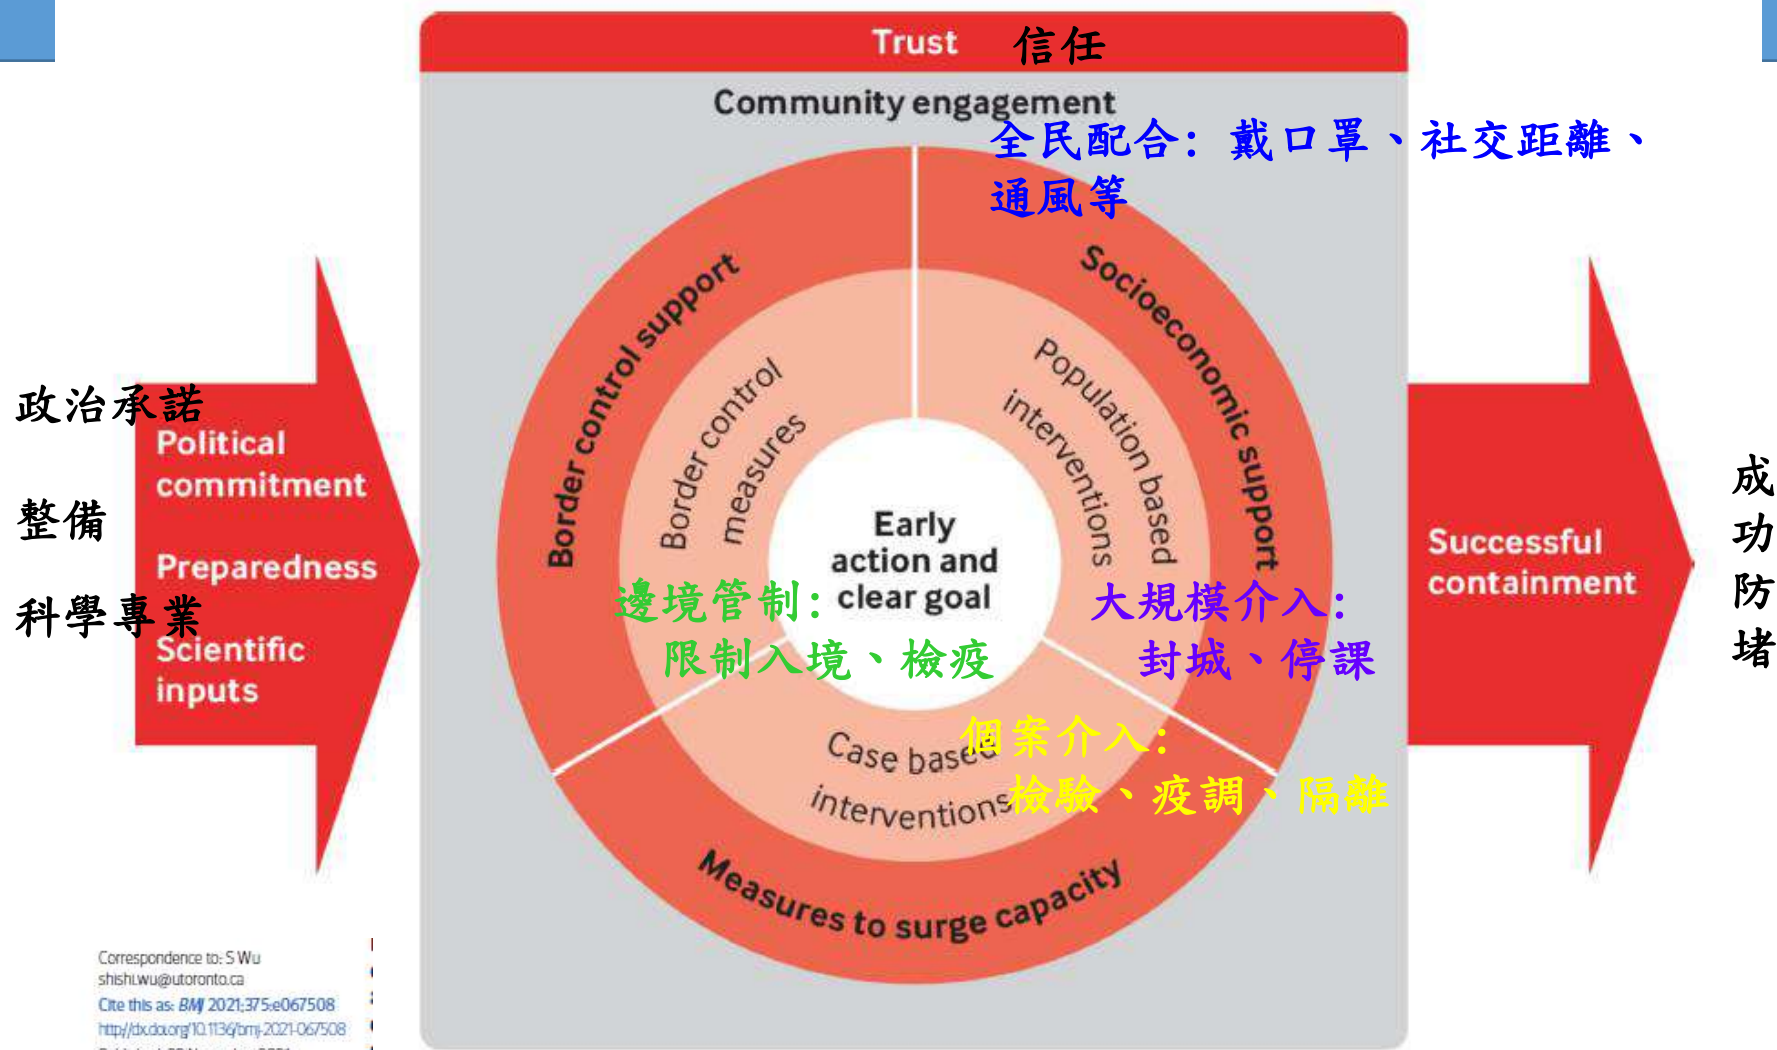 Trust 信任
Community engagement
全民配合: 戴口罩、社交距離、
通風等
Border control support
Border control
measures
Socioeconomic support
Population based
interventions
Early
action and
clear goal
邊境管制:
限制入境、檢疫
大規模介入:
封城、停課
Case based
interventions
個案介入:
檢驗、疫調、隔離
Measures to surge capacity
政治承諾
Political
commitment
整備
Preparedness
科學專業
Scientific
inputs
Successful
containment
成
功
防
堵
Correspondence to: S Wu
shishi.wu@utoronto.ca
Cite this as: BMJ 2021;375:e067508
http://dx.doi.org/10.1136/bmj-2021-067508